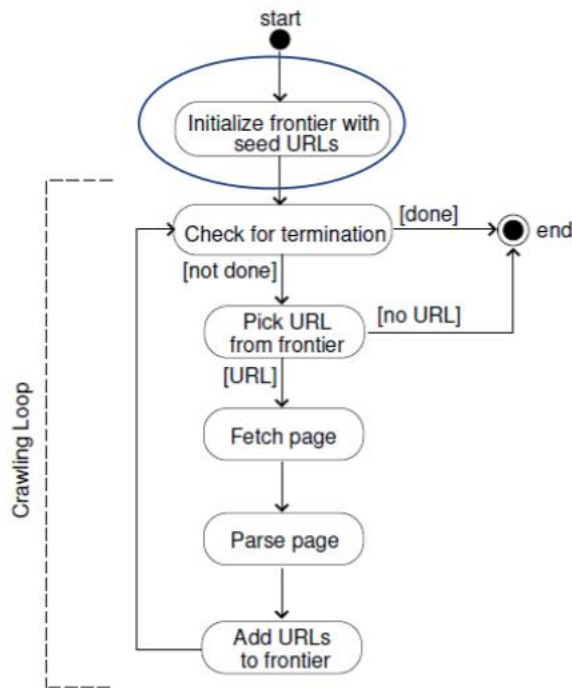 start
Initialize frontier with
seed URLs
Check for termination
[done]
end
[not done]
Pick URL
from frontier
[no URL]
[URL]
Fetch page
Parse page
Add URLs
to frontier
Crawling Loop